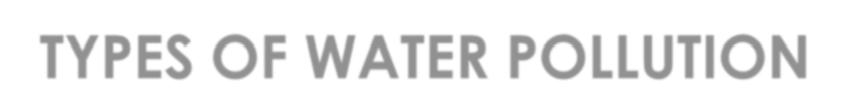 TYPES OF WATER POLLUTION